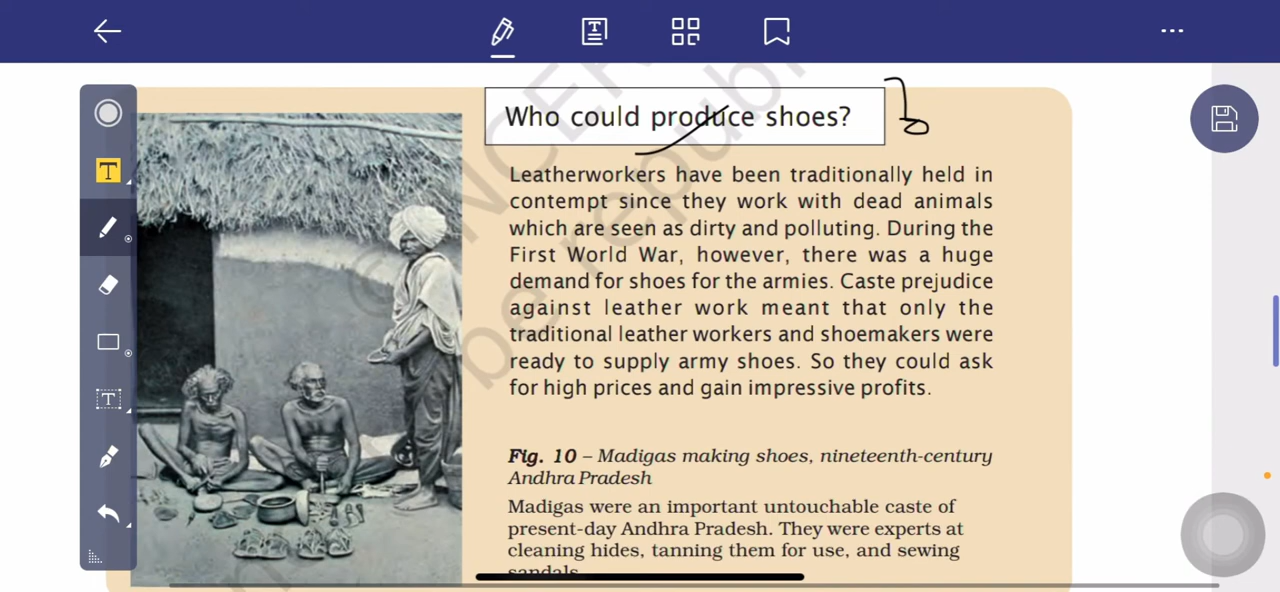 Who could produce shoes?
Leatherworkers have been traditionally held in
contempt since they work with dead animals
which are seen as dirty and polluting. During the
First World War, however, there was a huge
demand for shoes for the armies. Caste prejudice
against leather work meant that only the
traditional leather workers and shoemakers were
ready to supply army shoes. So they could ask
for high prices and gain impressive profits.
Fig. 10 – Madigas making shoes, nineteenth-century
Andhra Pradesh
Madigas were an important untouchable caste of
present-day Andhra Pradesh. They were experts at
cleaning hides, tanning them for use, and sewing
sandals.